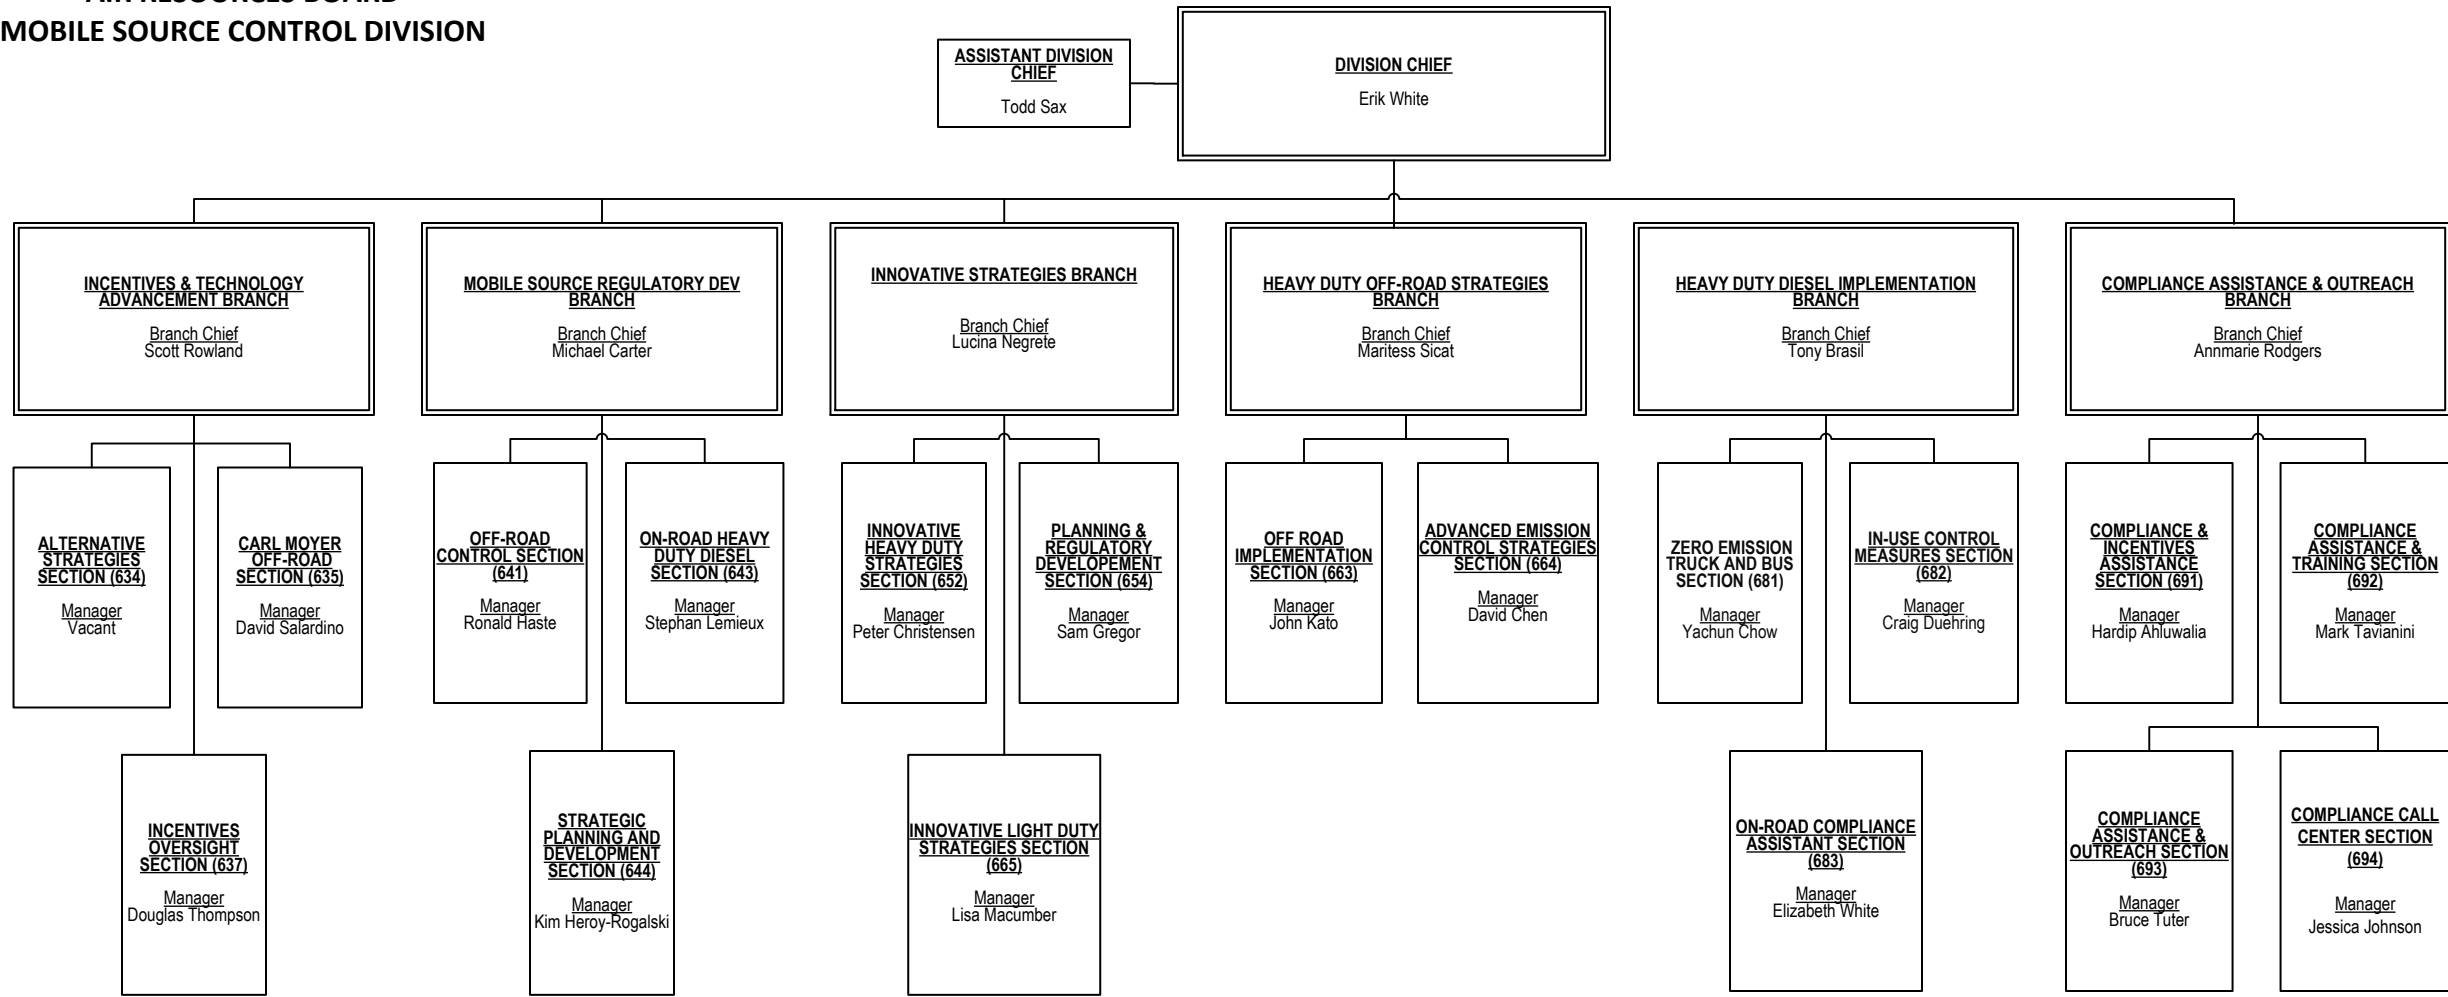 AIR RESOURCES BOARD
MOBILE SOURCE CONTROL DIVISION
ASSISTANT DIVISION
CHIEF
Todd Sax
DIVISION CHIEF
Erik White
INCENTIVES & TECHNOLOGY
ADVANCEMENT BRANCH
Branch Chief
Scott Rowland
MOBILE SOURCE REGULATORY DEV
BRANCH
Branch Chief
Michael Carter
INNOVATIVE STRATEGIES BRANCH
Branch Chief
Lucina Negrete
HEAVY DUTY OFF-ROAD STRATEGIES
BRANCH
Branch Chief
Maritess Sicat
HEAVY DUTY DIESEL IMPLEMENTATION
BRANCH
Branch Chief
Tony Brasil
COMPLIANCE ASSISTANCE & OUTREACH
BRANCH
Branch Chief
Annmarie Rodgers
ALTERNATIVE
STRATEGIES
SECTION (634)
Manager
Vacant
CARL MOYER
OFF-ROAD
SECTION (635)
Manager
David Salardino
OFF-ROAD
CONTROL SECTION
(641)
Manager
Ronald Haste
ON-ROAD HEAVY
DUTY DIESEL
SECTION (643)
Manager
Stephan Lemieux
INNOVATIVE
HEAVY DUTY
STRATEGIES
SECTION (652)
Manager
Peter Christensen
PLANNING &
REGULATORY
DEVELOPEMENT
SECTION (654)
Manager
Sam Gregor
OFF ROAD
IMPLEMENTATION
SECTION (663)
Manager
John Kato
ADVANCED EMISSION
CONTROL STRATEGIES
SECTION (664)
Manager
David Chen
ZERO EMISSION
TRUCK AND BUS
SECTION (681)
Manager
Yachun Chow
IN-USE CONTROL
MEASURES SECTION
(682)
Manager
Craig Duehring
COMPLIANCE &
INCENTIVES
ASSISTANCE
SECTION (691)
Manager
Hardip Ahluwalia
COMPLIANCE
ASSISTANCE &
TRAINING SECTION
(692)
Manager
Mark Tavianini
INCENTIVES
OVERSIGHT
SECTION (637)
Manager
Douglas Thompson
STRATEGIC
PLANNING AND
DEVELOPMENT
SECTION (644)
Manager
Kim Heroy-Rogalski
INNOVATIVE LIGHT DUTY
STRATEGIES SECTION
(665)
Manager
Lisa Macumber
ON-ROAD COMPLIANCE
ASSISTANT SECTION
(683)
Manager
Elizabeth White
COMPLIANCE
ASSISTANCE &
OUTREACH SECTION
(693)
Manager
Bruce Tuter
COMPLIANCE CALL
CENTER SECTION
(694)
Manager
Jessica Johnson